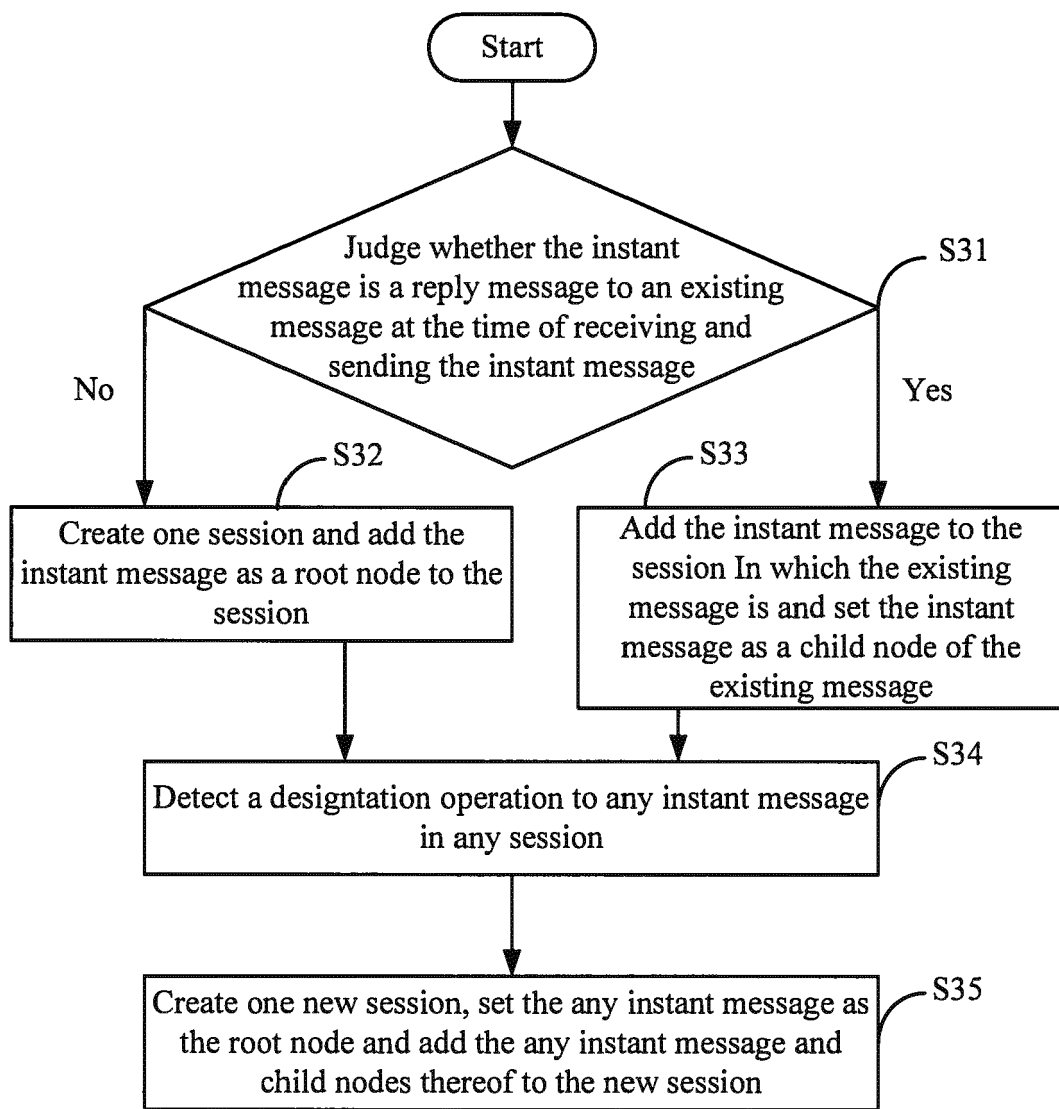 Start
Judge whether the instant
message is a reply message to an existing
message at the time of receiving and
sending the instant message
S31
No
Yes
S32
S33
Create one session and add the
instant message as a root node to the
session
Add the instant message to the
session In which the existing
message is and set the instant
message as a child node of the
existing message
S34
Detect a designtation operation to any instant message
in any session
S35
Create one new session, set the any instant message as
the root node and add the any instant message and
child nodes thereof to the new session